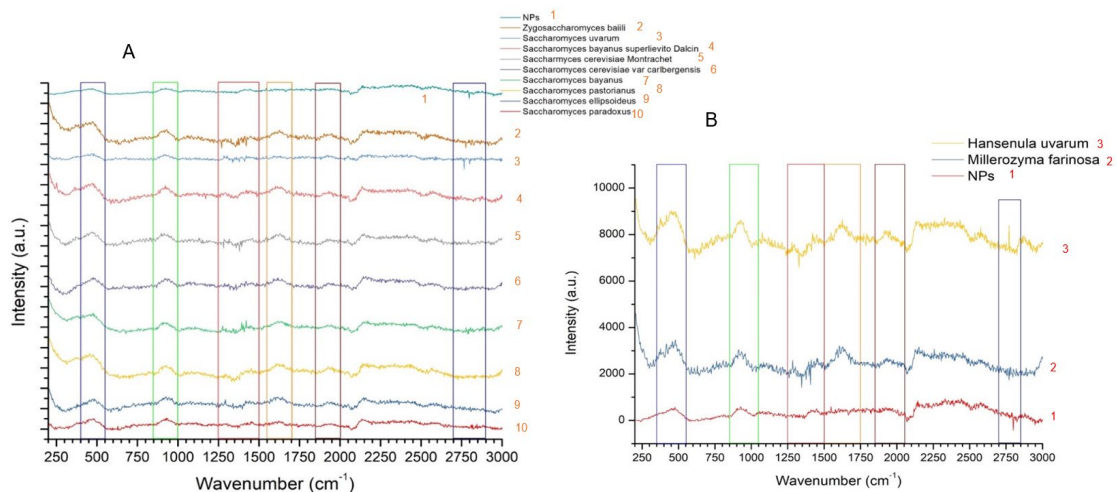 A
NPs 1
Zygosaccharomyces bailii 2
Saccharomyces uvarum 3
Saccharomyces bayanus superlievito Dalcin 4
Saccharmyces cerevisiae Montrachet 5
Saccharomyces cerevisiae var carlbergensis 6
Saccharomyces bayanus 7
Saccharomyces pastorianus 8
Saccharomyces ellipsoideus 9
Saccharomyces paradoxus 10
1
2
3
4
5
6
7
8
9
10
Intensity (a.u.)
250 500 750 1000 1250 1500 1750 2000 2250 2500 2750 3000
Wavenumber (cm⁻¹)
B
Hansenula uvarum 3
Millerozyma farinosa 2
NPs 1
10000
8000
6000
4000
2000
0
3
2
1
Intensity (a.u.)
250 500 750 1000 1250 1500 1750 2000 2250 2500 2750 3000
Wavenumber (cm⁻¹)